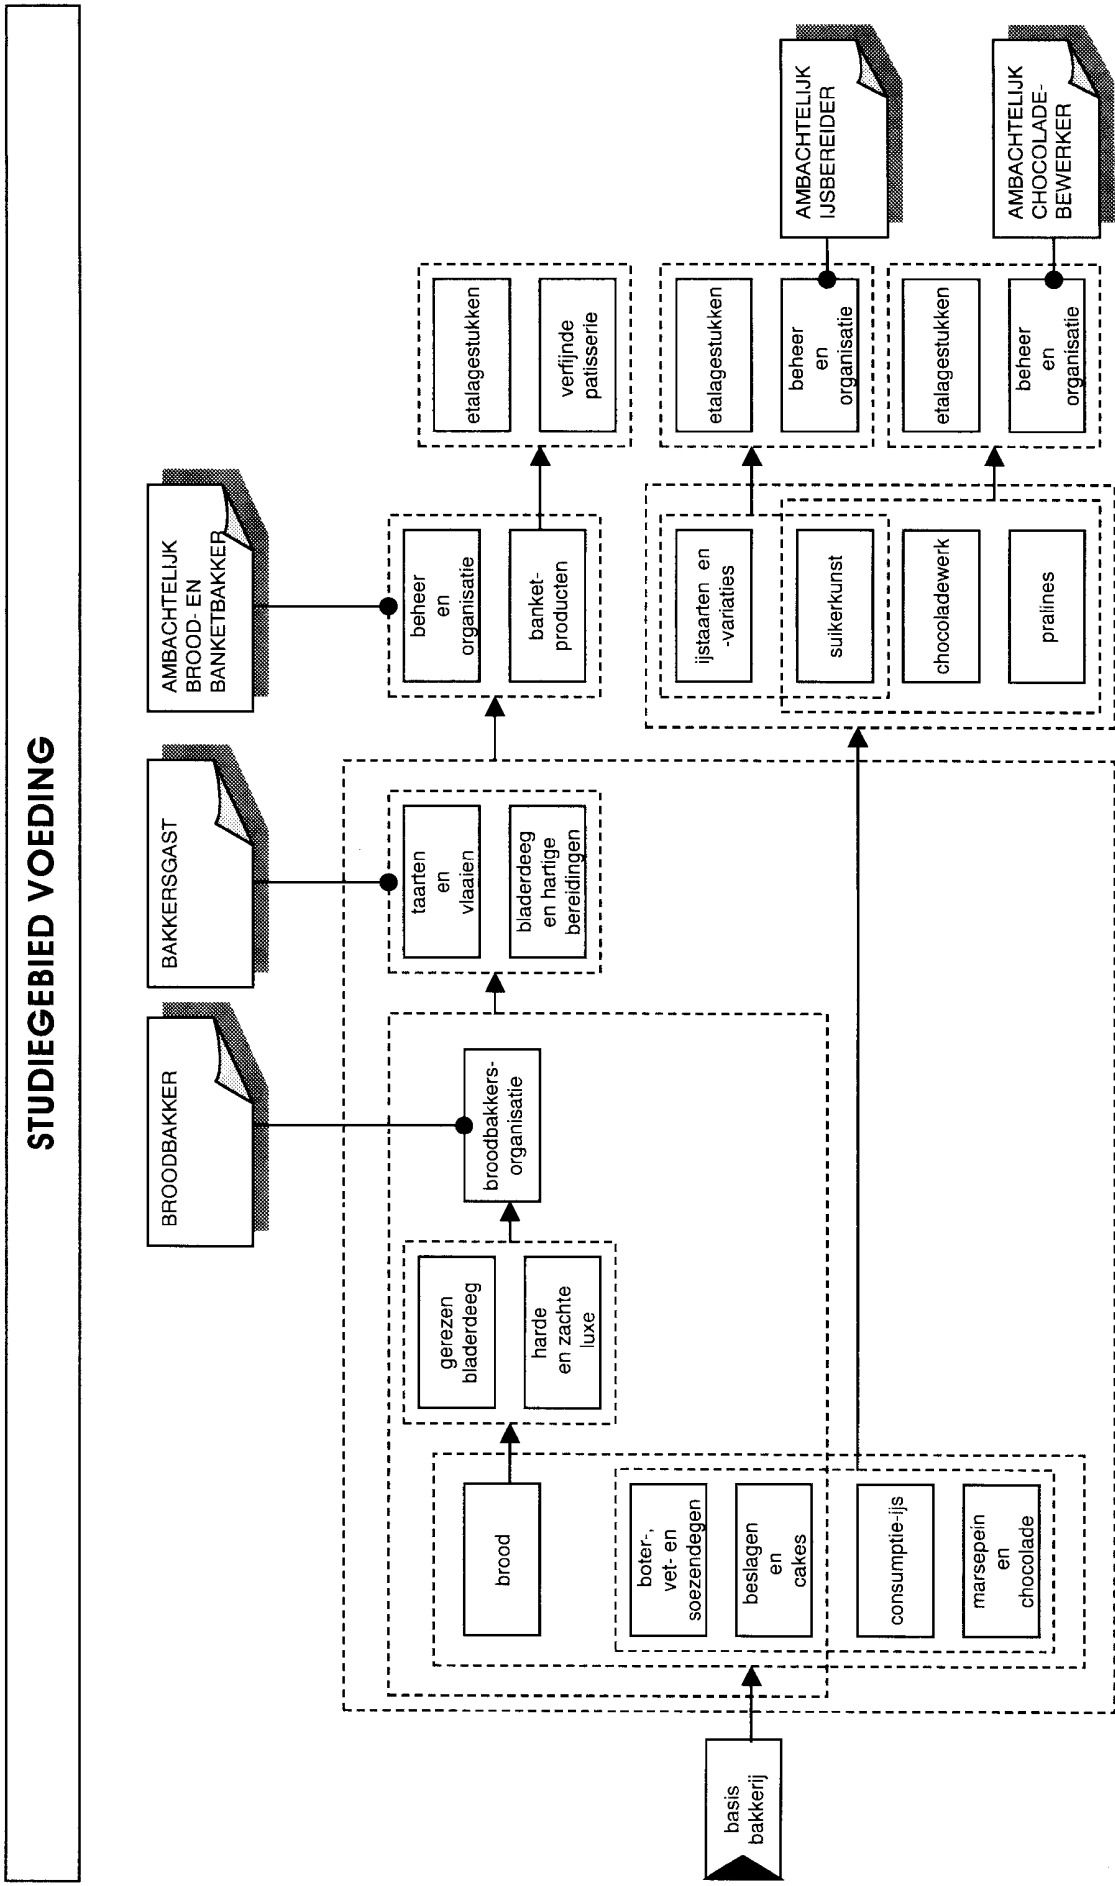 STUDIEGEBIED VOEDING
BROODBAKKER
BAKKERSGAST
AMBACHTELIJK
BROOD- EN
BANKETBAKKER
basis
bakkerij
brood
boter-,
vet- en
soezendegen
beslagen
en
cakes
consumptie-ijs
marsepein
en
chocolade
gerezen
bladerdeeg
harde
en zachte
luxe
broodbakkers-
organisatie
taarten
en
vlaaien
bladerdeeg
en hartige
bereidingen
beheer
en
organisatie
banket-
producten
etalagestukken
verfijnde
patisserie
ijstaarten en
-variaties
suikerkunst
chocoladewerk
pralines
etalagestukken
beheer
en
organisatie
etalagestukken
beheer
en
organisatie
AMBACHTELIJK
IJSBEREIDER
AMBACHTELIJK
CHOCOLADE-
BEWERKER